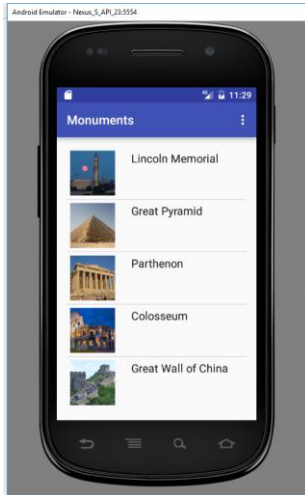 Android Emulator - Nexus_S_API_23:5554
11:29
Monuments
Lincoln Memorial
Great Pyramid
Parthenon
Colosseum
Great Wall of China